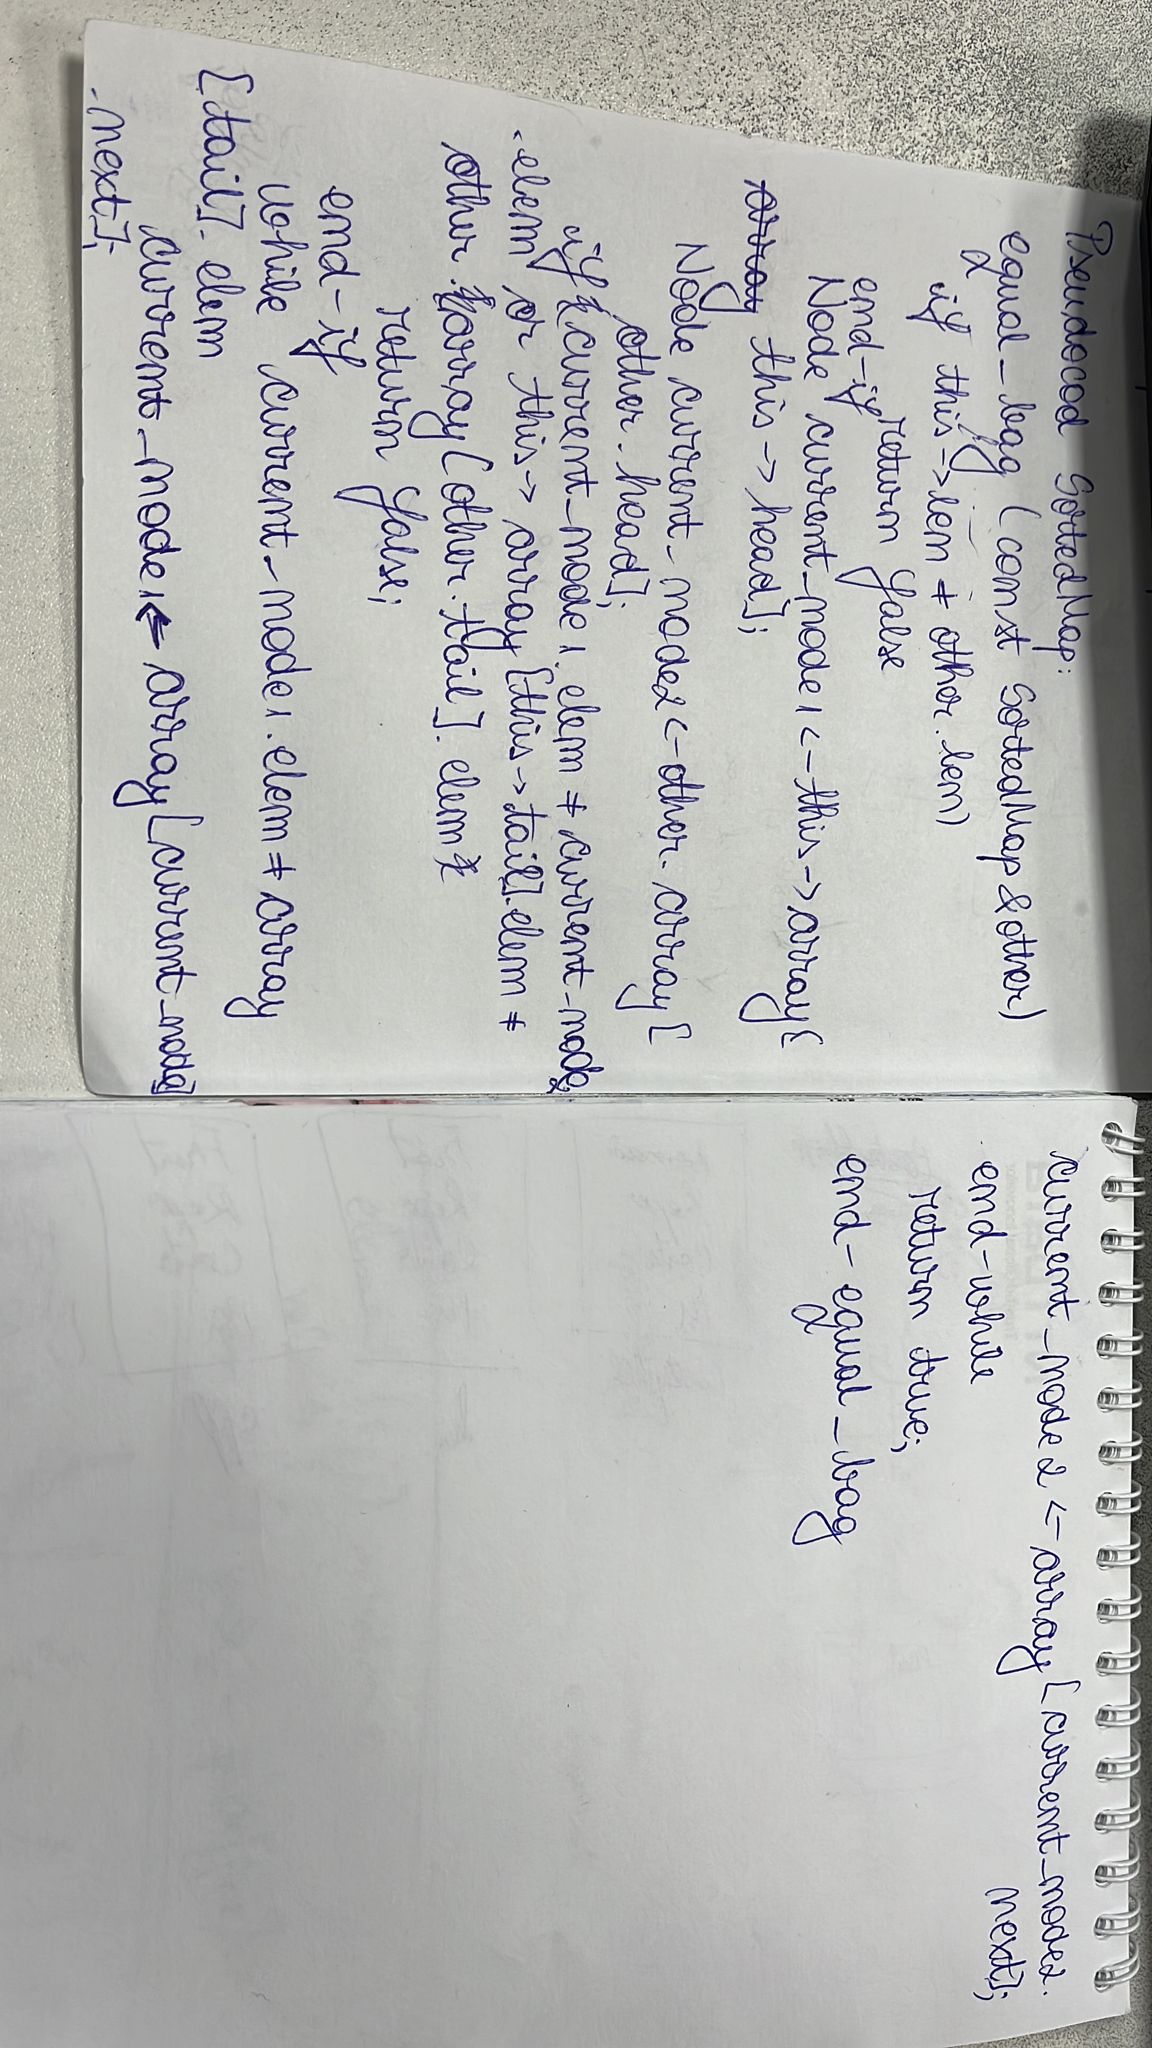 Pseudocod SortedMap:
equal_bag (const SortedMap &other)
if this->len ≠ other.len)
return false
end-if
Node current_node1 <- this->array[
this->head];
Node current_node2 <- other.array[
other.head];
if current_node1.elem ≠ current_node2
.elem or this->array[this->tail].elem ≠
other.array[other.tail].elem
return false;
end-if
while current_node1.elem ≠ array
[tail].elem
current_node1 ← array[current_node1
.next];
current_node2 <- array[current_node2.
next];
end-while
return true;
end-equal_bag